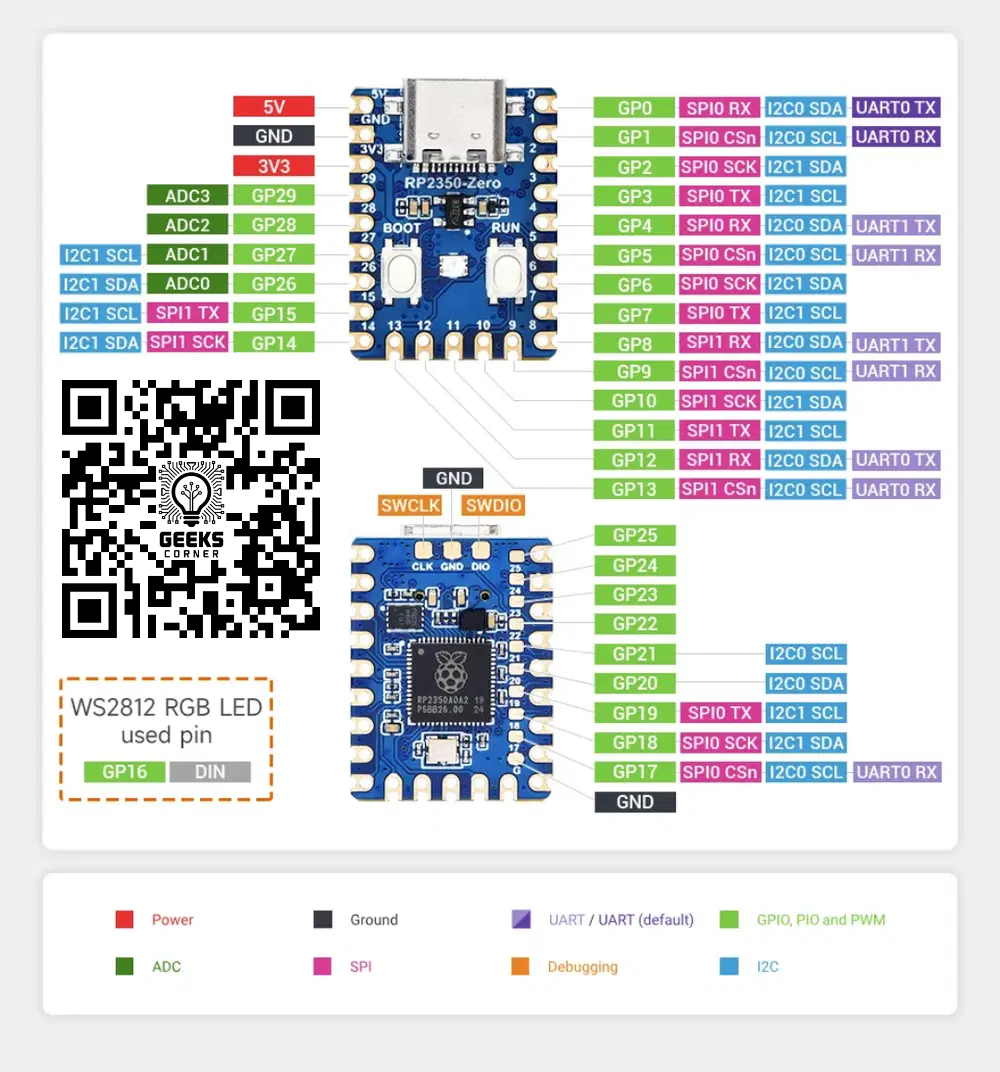 5V
GND
3V3
ADC3 GP29
ADC2 GP28
I2C1 SCL ADC1 GP27
I2C1 SDA ADC0 GP26
I2C1 SCL SPI1 TX GP15
I2C1 SDA SPI1 SCK GP14
5V
GND
3V3
29
28
27
26
15
14
0
1
2
3
4
5
6
7
8
RP2350-Zero
BOOT RUN
13 12 11 10 9
GP0 SPI0 RX I2C0 SDA UART0 TX
GP1 SPI0 CSn I2C0 SCL UART0 RX
GP2 SPI0 SCK I2C1 SDA
GP3 SPI0 TX I2C1 SCL
GP4 SPI0 RX I2C0 SDA UART1 TX
GP5 SPI0 CSn I2C0 SCL UART1 RX
GP6 SPI0 SCK I2C1 SDA
GP7 SPI0 TX I2C1 SCL
GP8 SPI1 RX I2C0 SDA UART1 TX
GP9 SPI1 CSn I2C0 SCL UART1 RX
GP10 SPI1 SCK I2C1 SDA
GP11 SPI1 TX I2C1 SCL
GP12 SPI1 RX I2C0 SDA UART0 TX
GP13 SPI1 CSn I2C0 SCL UART0 RX
GEEKS
CORNER
GND
SWCLK SWDIO
CLK GND DIO
25
24
23
22
21
20
19
18
17
G
RP2350A0A2 19
P6BB26.00 24
GP25
GP24
GP23
GP22
GP21 I2C0 SCL
GP20 I2C0 SDA
GP19 SPI0 TX I2C1 SCL
GP18 SPI0 SCK I2C1 SDA
GP17 SPI0 CSn I2C0 SCL UART0 RX
GND
WS2812 RGB LED
used pin
GP16 DIN
Power Ground UART / UART (default) GPIO, PIO and PWM
ADC SPI Debugging I2C